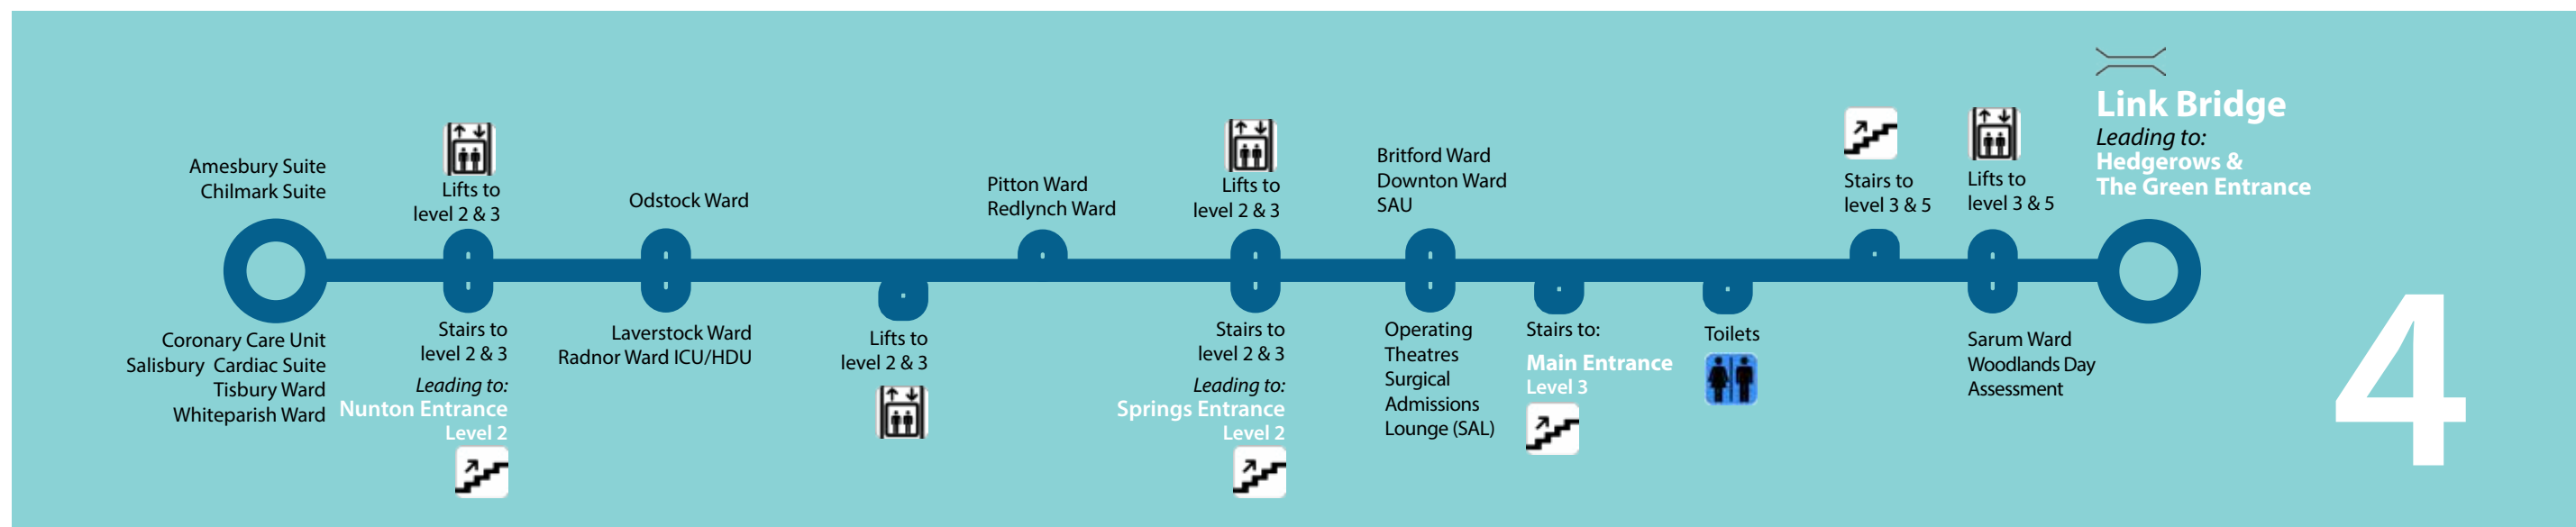 Amesbury Suite
Chilmark Suite
Coronary Care Unit
Salisbury Cardiac Suite
Tisbury Ward
Whiteparish Ward
Lifts to
level 2 & 3
Stairs to
level 2 & 3
Leading to:
Nunton Entrance
Level 2
Odstock Ward
Laverstock Ward
Radnor Ward ICU/HDU
Lifts to
level 2 & 3
Pitton Ward
Redlynch Ward
Lifts to
level 2 & 3
Stairs to
level 2 & 3
Leading to:
Springs Entrance
Level 2
Britford Ward
Downton Ward
SAU
Operating
Theatres
Surgical
Admissions
Lounge (SAL)
Stairs to:
Main Entrance
Level 3
Toilets
Stairs to
level 3 & 5
Lifts to
level 3 & 5
Sarum Ward
Woodlands Day
Assessment
Link Bridge
Leading to:
Hedgerows &
The Green Entrance
4